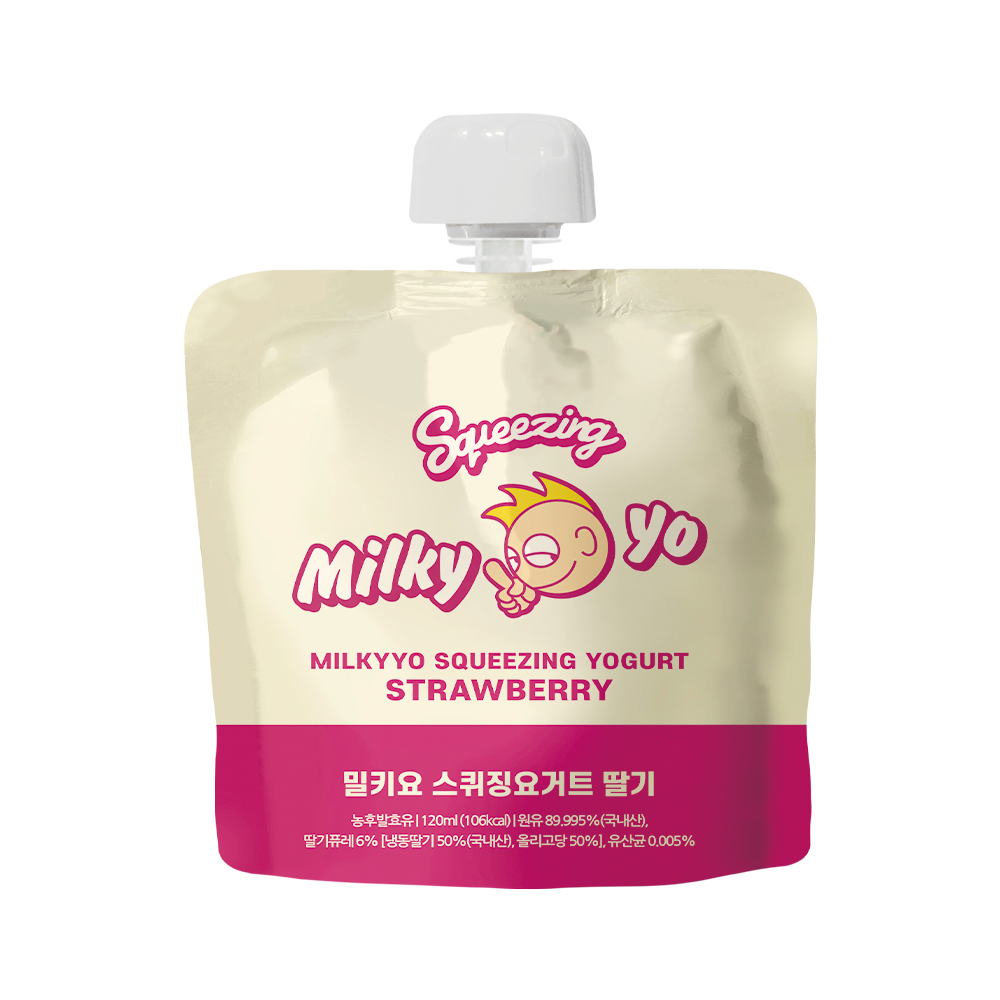 Squeezing
Milky yo
MILKYYO SQUEEZING YOGURT
STRAWBERRY
밀키요 스퀴징요거트 딸기
농후발효유 | 120ml (106kcal) | 원유 89.995% (국내산),
딸기퓨레 6% [냉동딸기 50% (국내산), 올리고당 50%], 유산균 0.005%